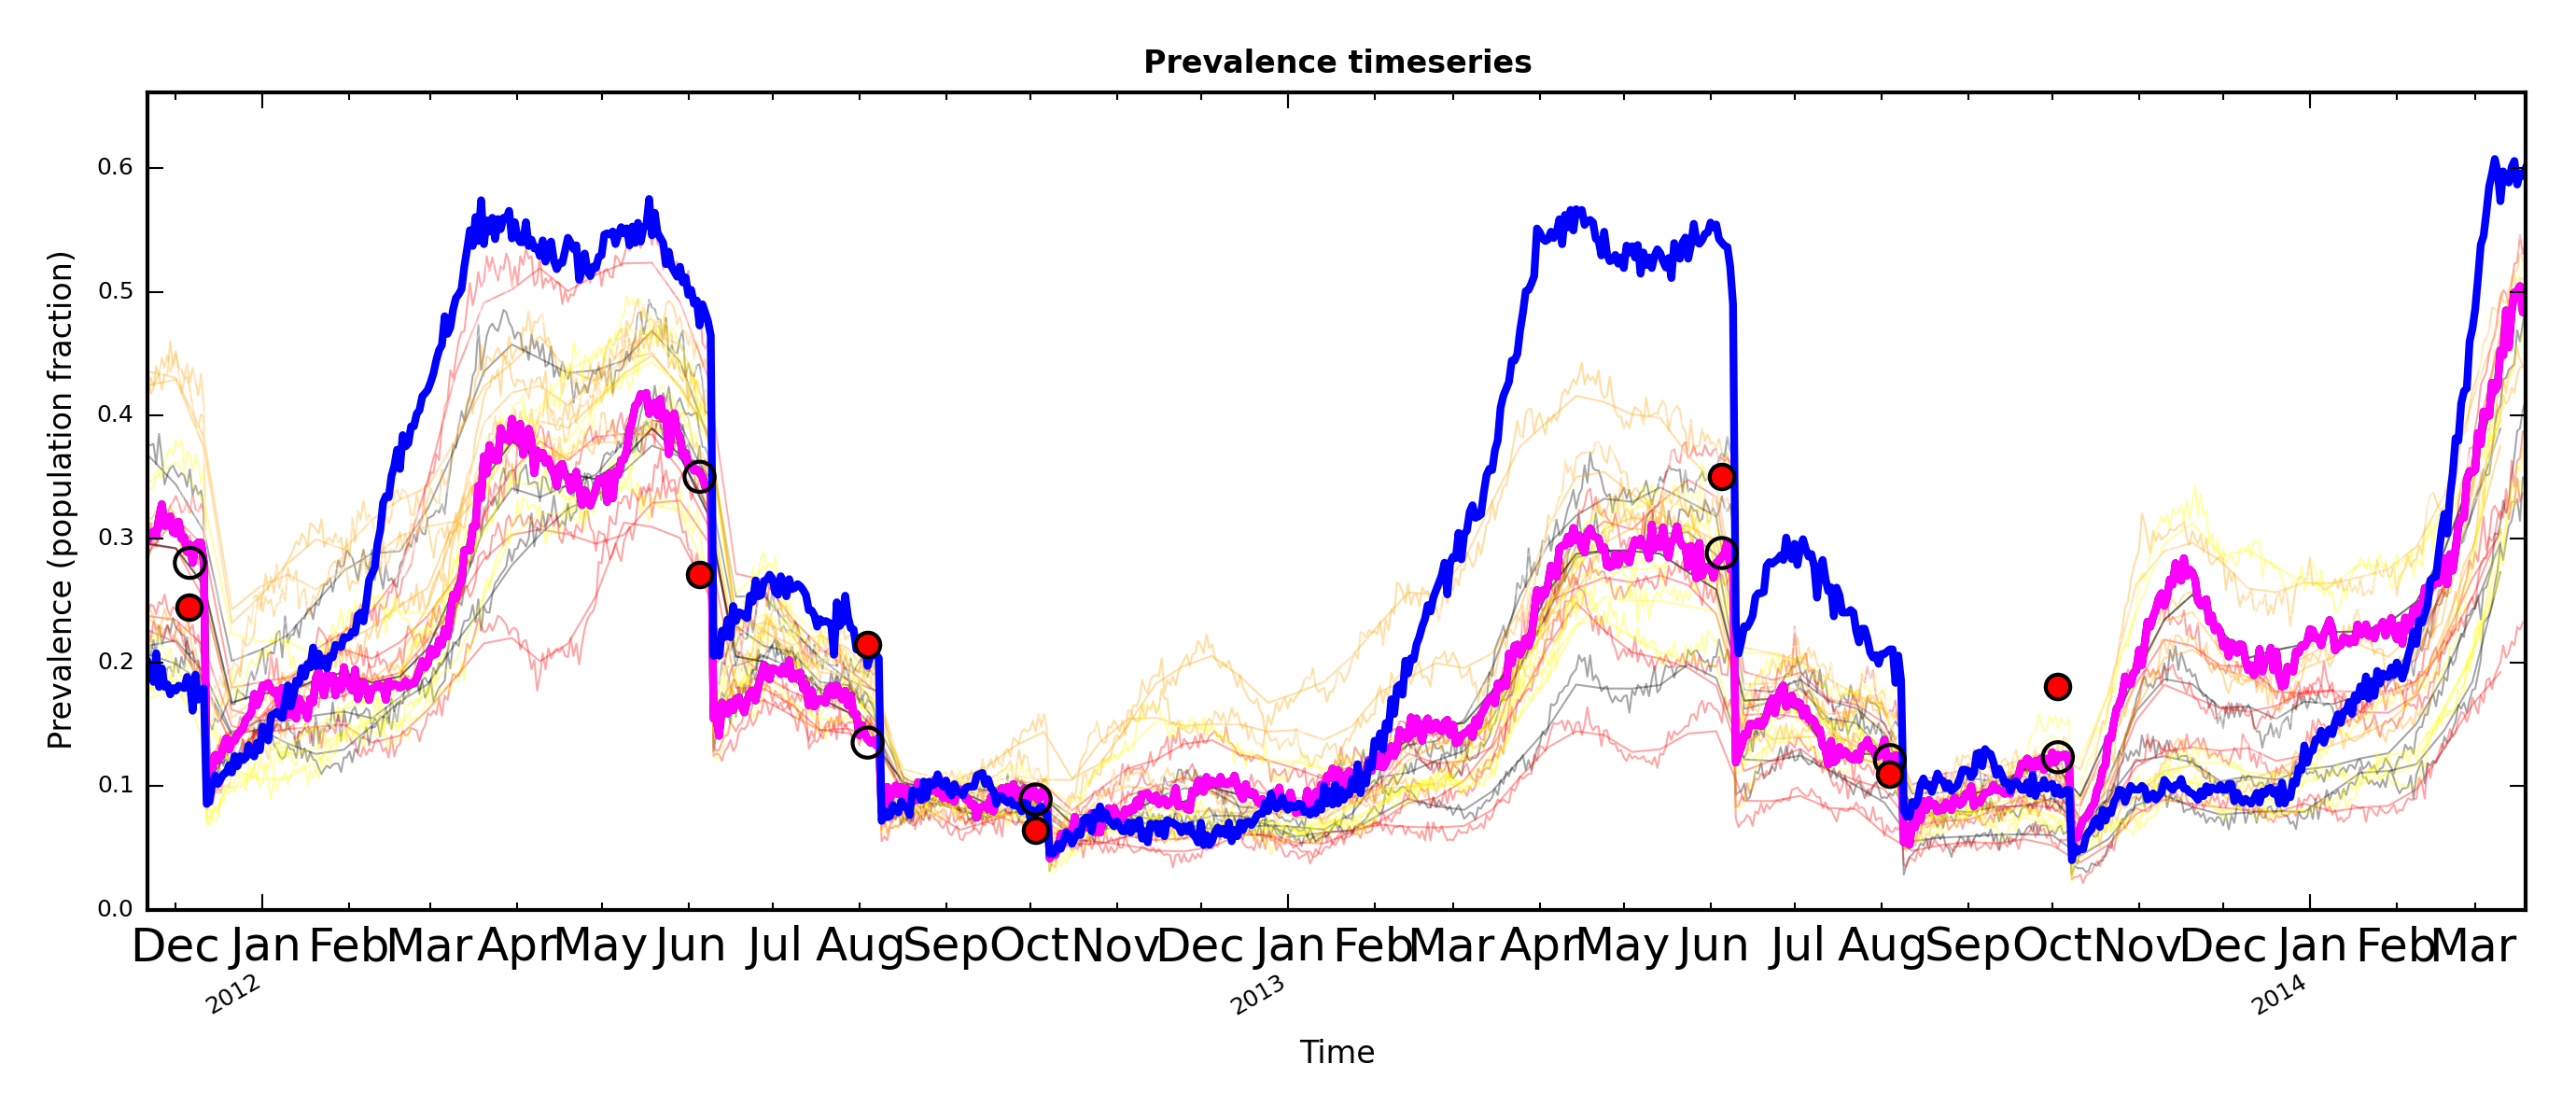 Prevalence timeseries
Prevalence (population fraction)
0.6
0.5
0.4
0.3
0.2
0.1
0.0
Dec Jan Feb Mar Apr May Jun Jul Aug Sep Oct Nov Dec Jan Feb Mar Apr May Jun Jul Aug Sep Oct Nov Dec Jan Feb Mar
2012 2013 2014
Time